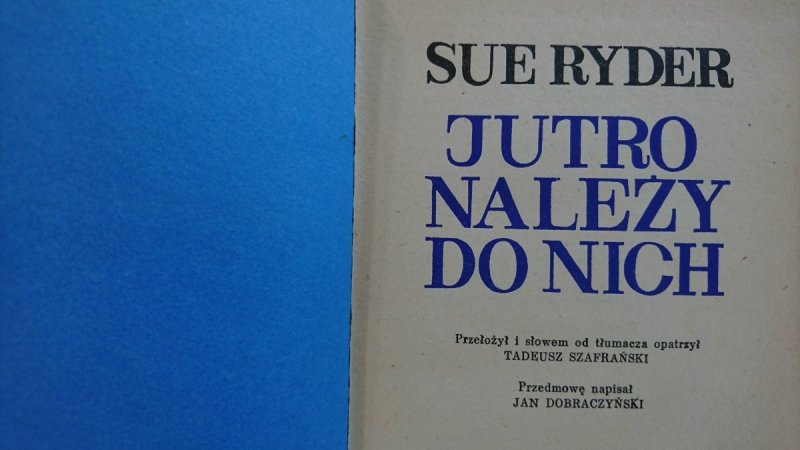 SUE RYDER
JUTRO
NALEŻY
DO NICH
Przełożył i słowem od tłumacza opatrzył
TADEUSZ SZAFRAŃSKI
Przedmowę napisał
JAN DOBRACZYŃSKI